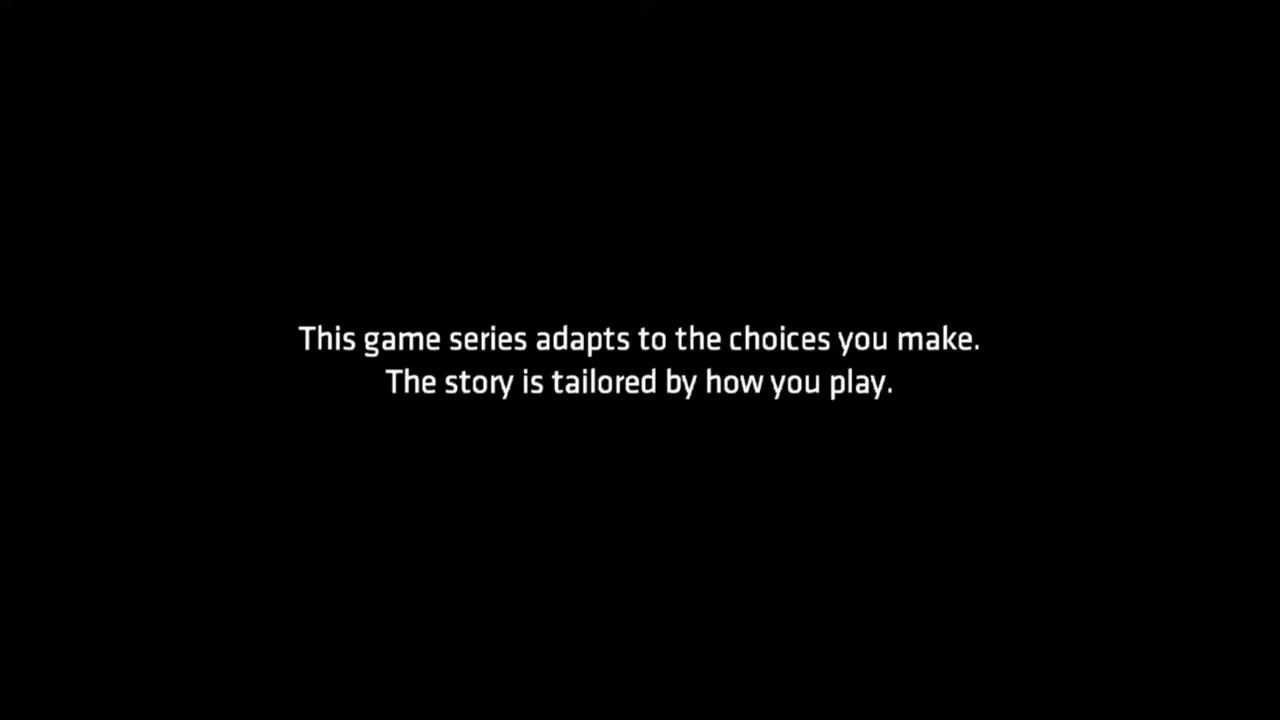 This game series adapts to the choices you make.
The story is tailored by how you play.